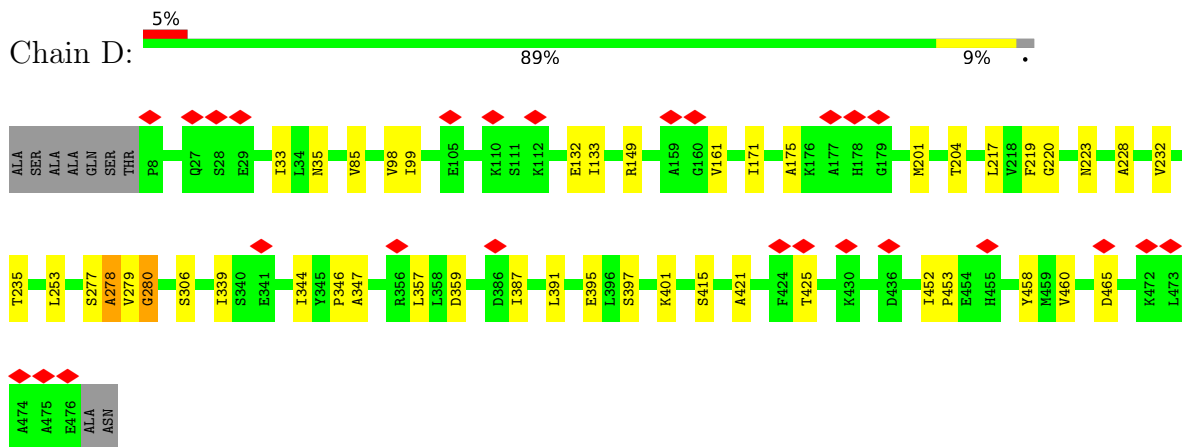 5%
Chain D:
89% 9% •
ALA SER ALA ALA GLN SER THR P8 Q27 S28 E29 I33 L34 N35 V85 V98 I99 E105 K110 S111 K112 E132 I133 R149 A159 G160 V161 I171 A175 K176 A177 H178 G179 M201 T204 L217 V218 F219 G220 N223 A228 V232
T235 L253 S277 A278 V279 G280 S306 I339 S340 E341 I344 Y345 P346 A347 R356 L357 L358 D359 D386 I387 L391 E395 L396 S397 K401 S415 A421 F424 T425 K430 D436 I452 P453 E454 H455 Y458 M459 V460 D465 K472 L473
A474 A475 E476 ALA ASN